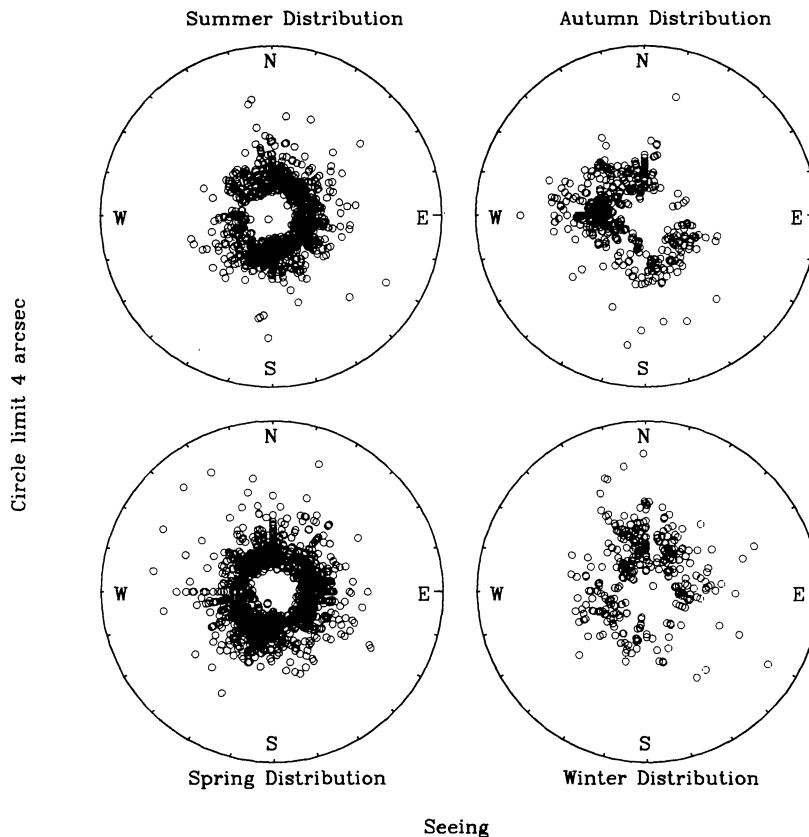 Summer Distribution
Autumn Distribution
N
N
W
E
W
E
S
S
Circle limit 4 arcsec
N
N
W
E
W
E
S
S
Spring Distribution
Winter Distribution
Seeing